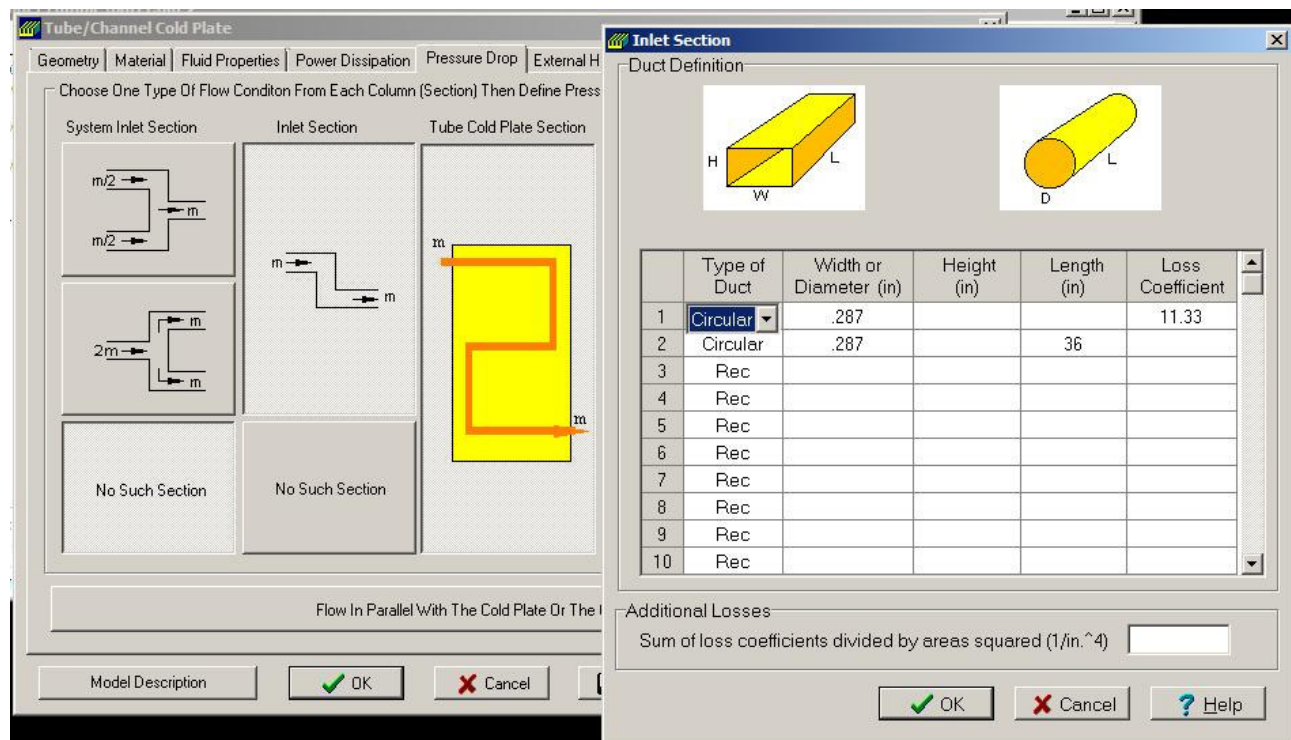 Tube/Channel Cold Plate
Geometry Material Fluid Properties Power Dissipation Pressure Drop External H
Choose One Type Of Flow Conditon From Each Column (Section) Then Define Press
System Inlet Section Inlet Section Tube Cold Plate Section
m/2
m
m/2
m
m
m
2m
m
m
m
No Such Section
No Such Section
Flow In Parallel With The Cold Plate Or The
Model Description OK Cancel
Inlet Section
Duct Definition
H
W
L
D
L
Type of Duct Width or Diameter (in) Height (in) Length (in) Loss Coefficient
1 Circular .287 11.33
2 Circular .287 36
3 Rec
4 Rec
5 Rec
6 Rec
7 Rec
8 Rec
9 Rec
10 Rec
Additional Losses
Sum of loss coefficients divided by areas squared (1/in.^4)
OK Cancel Help